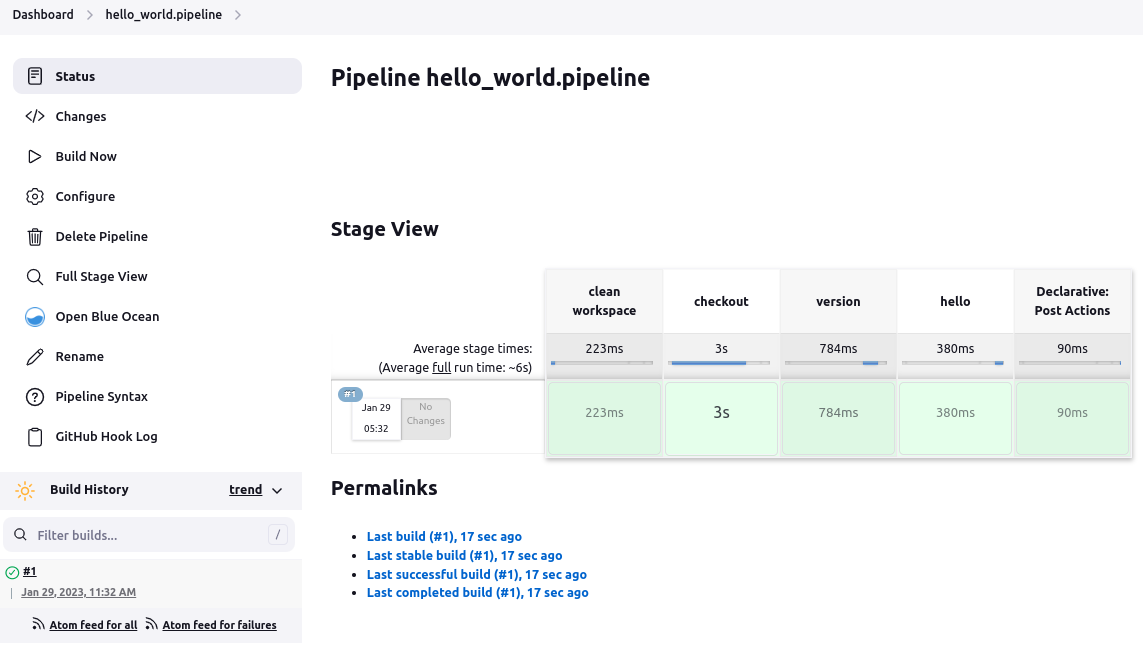 Dashboard
hello_world.pipeline
Status
Changes
Build Now
Configure
Delete Pipeline
Full Stage View
Open Blue Ocean
Rename
Pipeline Syntax
GitHub Hook Log
Build History
trend
Filter builds...
/
#1
Jan 29, 2023, 11:32 AM
Atom feed for all
Atom feed for failures
Pipeline hello_world.pipeline
Stage View
clean
workspace
checkout
version
hello
Declarative:
Post Actions
Average stage times:
(Average full run time: ~6s)
223ms
3s
784ms
380ms
90ms
#1
Jan 29
05:32
No
Changes
223ms
3s
784ms
380ms
90ms
Permalinks
Last build (#1), 17 sec ago
Last stable build (#1), 17 sec ago
Last successful build (#1), 17 sec ago
Last completed build (#1), 17 sec ago